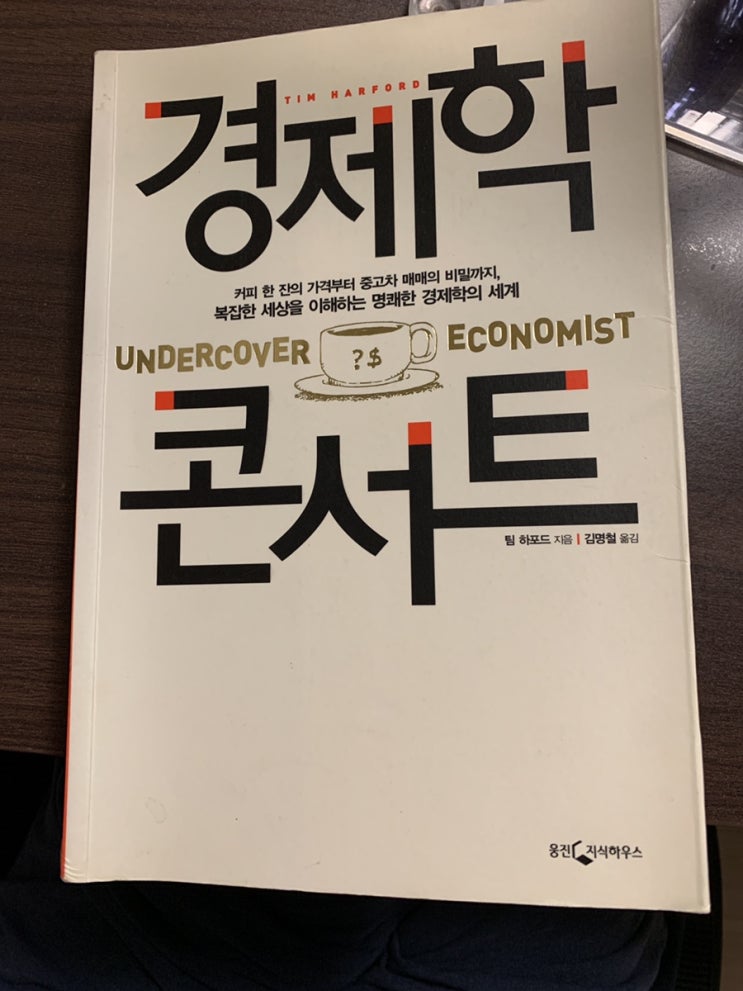 TIM HARFORD
경제학
커피 한 잔의 가격부터 중고차 매매의 비밀까지,
복잡한 세상을 이해하는 명쾌한 경제학의 세계
UNDERCOVER ?$ ECONOMIST
콘서트
팀 하포드 지음 | 김명철 옮김
웅진 지식하우스